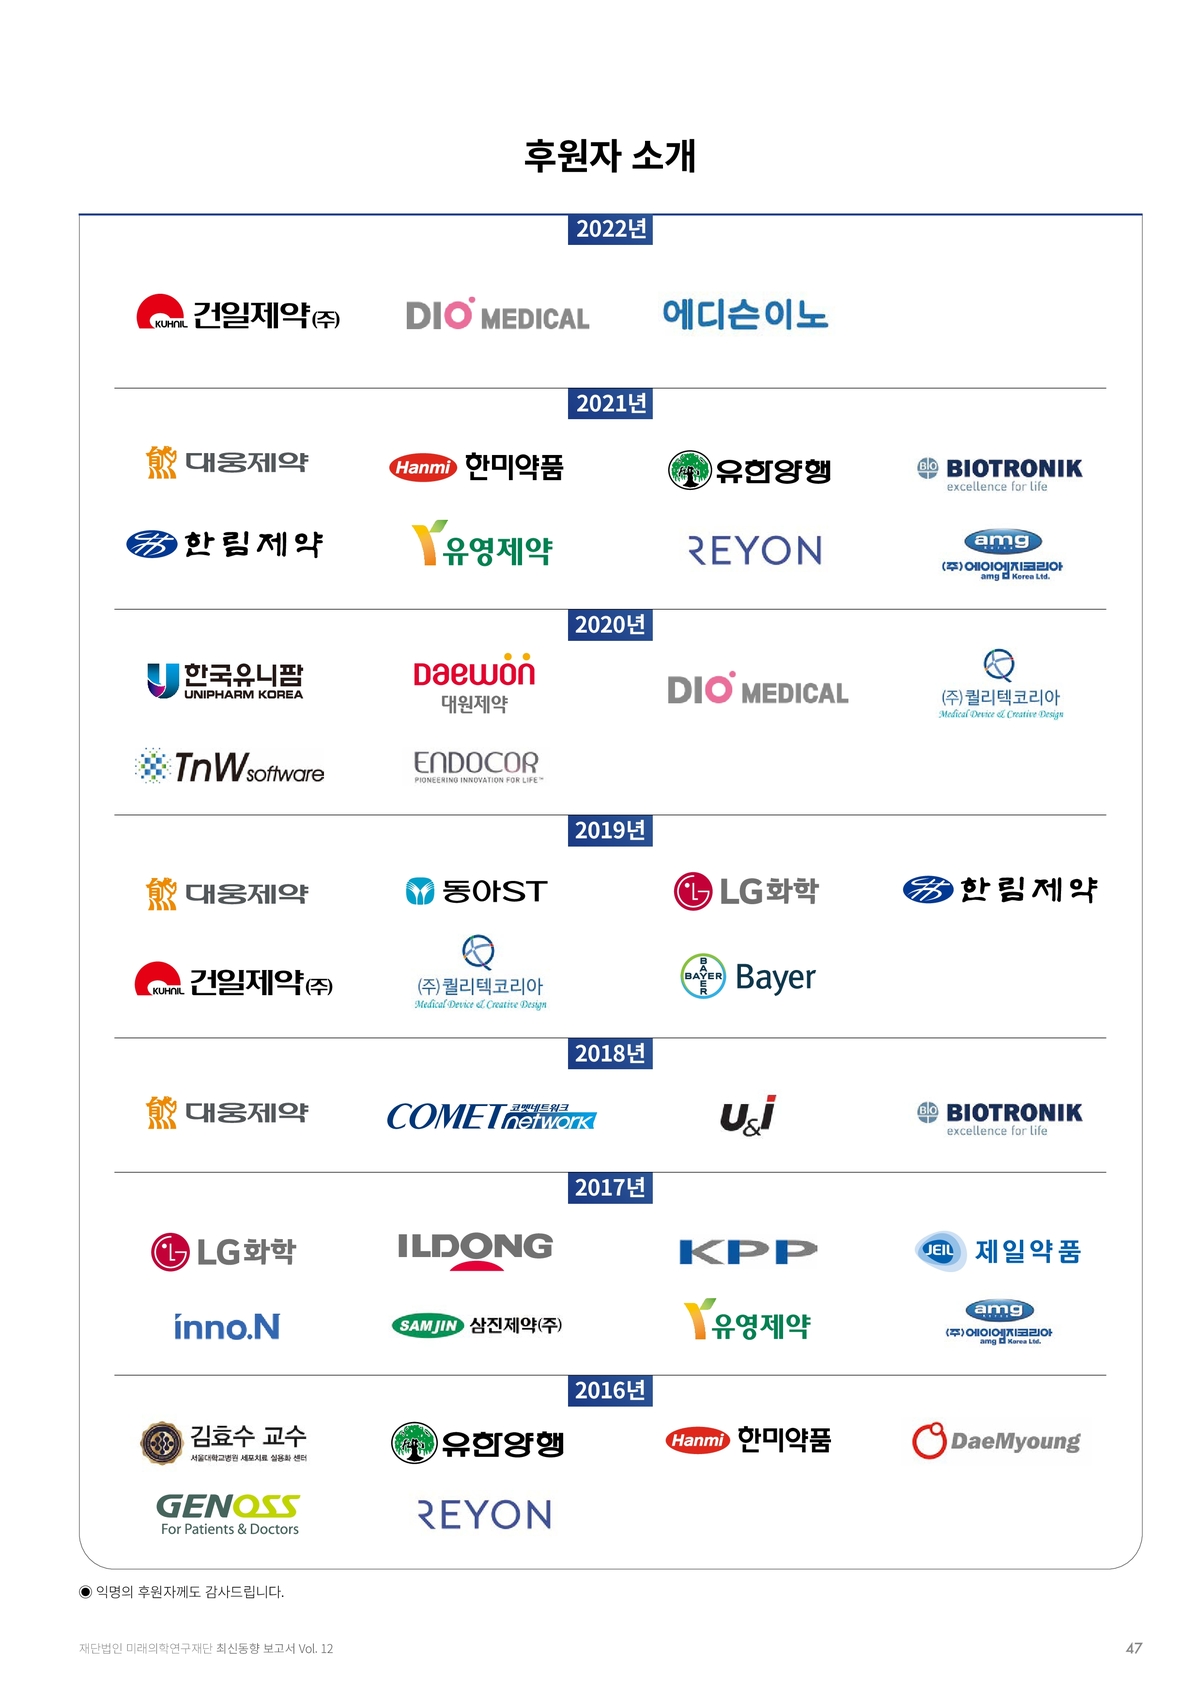 후원자 소개
2022년
KUHNIL 건일제약(주)
DIO MEDICAL
에디슨이노
2021년
대웅제약
Hanmi 한미약품
유한양행
BIO BIOTRONIK
excellence for life
한림제약
유영제약
REYON
amg
Korea
(주)에이엠지코리아
amg Korea Ltd.
2020년
한국유니팜
UNIPHARM KOREA
DAEWON
대원제약
DIO MEDICAL
(주)퀄리텍코리아
Medical Device & Creative Design
TnW software
ENDOCOR
PIONEERING INNOVATION FOR LIFE™
2019년
대웅제약
동아ST
LG화학
한림제약
KUHNIL 건일제약(주)
(주)퀄리텍코리아
Medical Device & Creative Design
BAYER
BAYER
Bayer
2018년
대웅제약
COMET 코멧네트워크
network
U&i
BIO BIOTRONIK
excellence for life
2017년
LG화학
ILDONG
KPP
JEIL 제일약품
inno.N
SAMJIN 삼진제약(주)
유영제약
amg
(주)에이엠지코리아
amg Korea Ltd.
2016년
김효수 교수
서울대학교병원 세포치료 실용화 센터
유한양행
Hanmi 한미약품
DaeMyoung
GENOSS
For Patients & Doctors
REYON
◉ 익명의 후원자께도 감사드립니다.
재단법인 미래의학연구재단 최신동향 보고서 Vol. 12
47